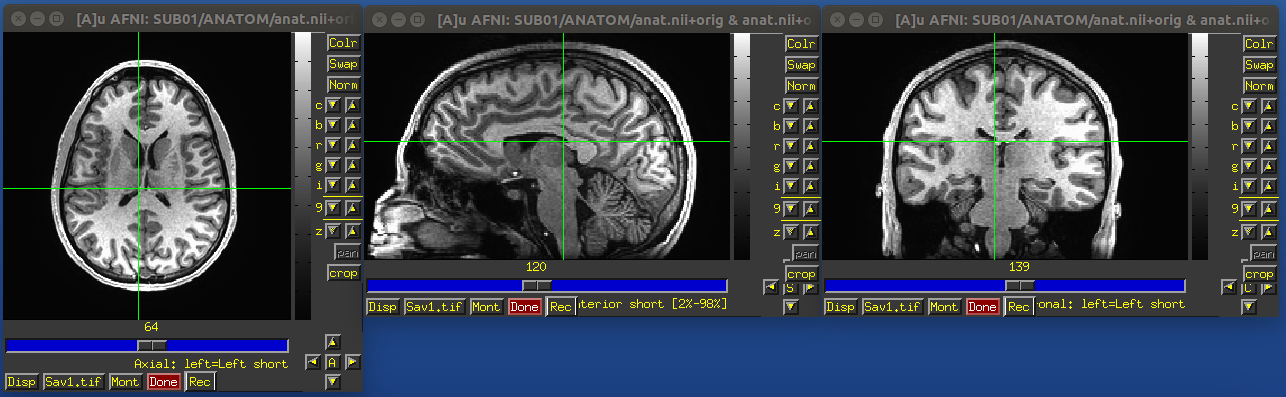 [A]u AFNI: SUB01/ANATOM/anat.nii+ori
Colr
Swap
Norm
c
b
r
g
i
9
z
pan
crop
64
Axial: left=Left short
A
Disp
Sav1.tif
Mont
Done
Rec
[A]u AFNI: SUB01/ANATOM/anat.nii+orig & anat.nii+o
Colr
Swap
Norm
c
b
r
g
i
9
z
pan
crop
120
S
terior short [2%-98%]
Disp
Sav1.tif
Mont
Done
Rec
[A]u AFNI: SUB01/ANATOM/anat.nii+orig & anat.nii+o
Colr
Swap
Norm
c
b
r
g
i
9
z
pan
crop
139
C
onal: left=Left short
Disp
Sav1.tif
Mont
Done
Rec